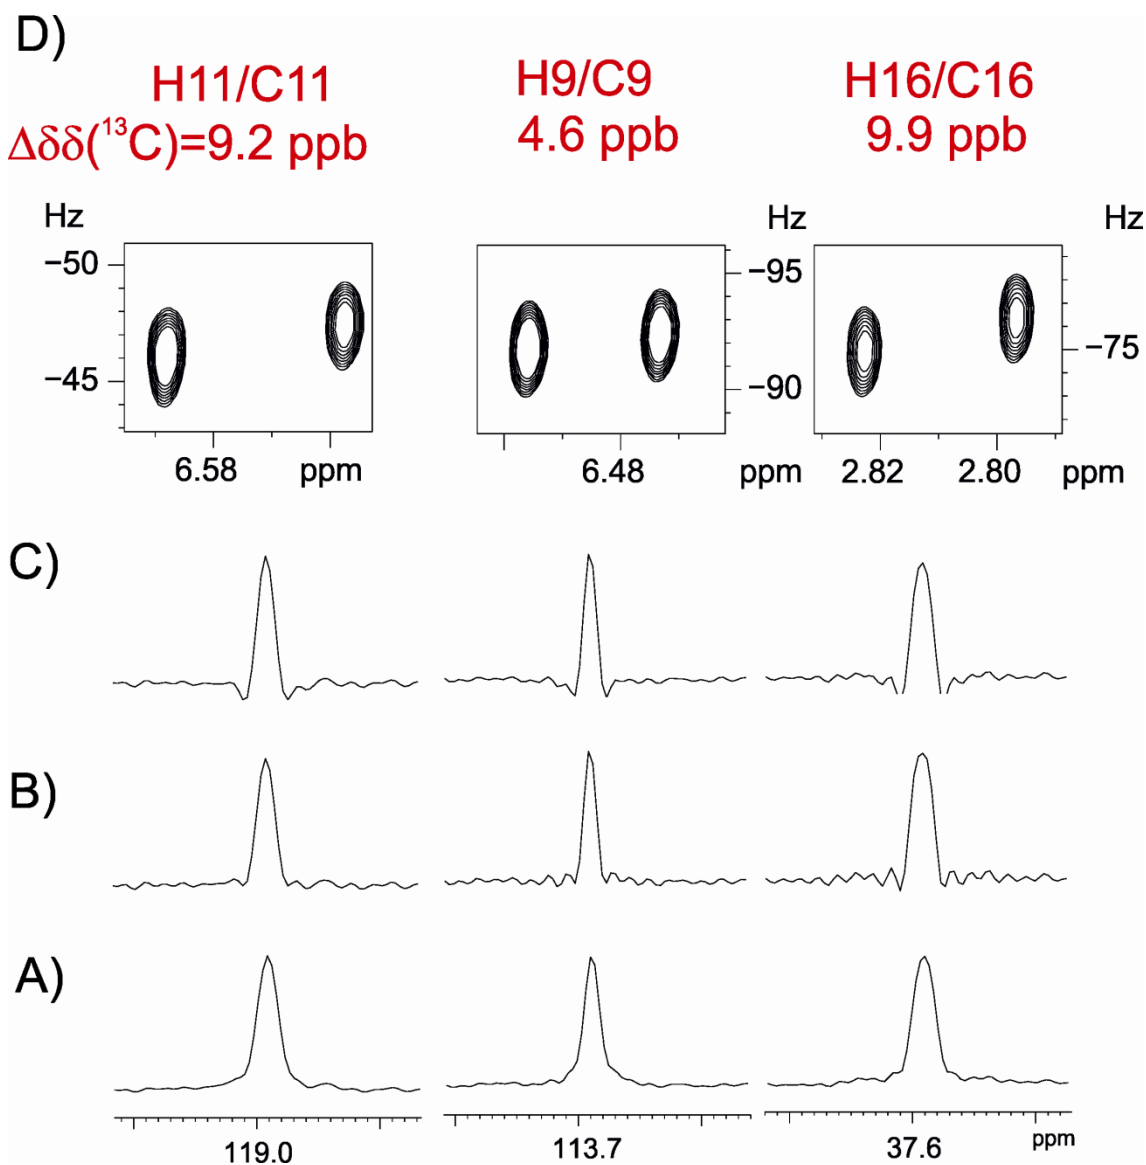 D)
H11/C11 H9/C9 H16/C16
Δδδ(¹³C)=9.2 ppb 4.6 ppb 9.9 ppb
Hz Hz Hz
−50 −95
−75
−45 −90
6.58 ppm 6.48 ppm 2.82 2.80 ppm
C)
B)
A)
119.0 113.7 37.6 ppm